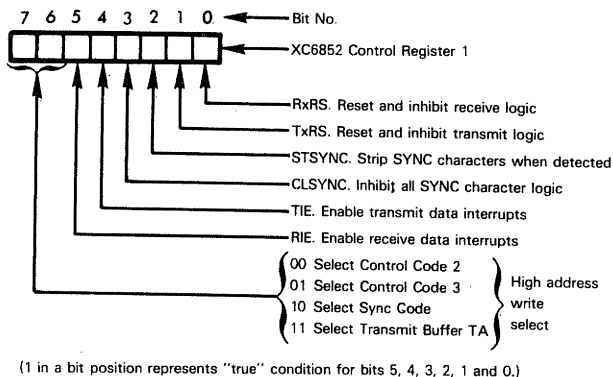 7 6 5 4 3 2 1 0 Bit No.
XC6852 Control Register 1
RxRS. Reset and inhibit receive logic
TxRS. Reset and inhibit transmit logic
STSYNC. Strip SYNC characters when detected
CLSYNC. Inhibit all SYNC character logic
TIE. Enable transmit data interrupts
RIE. Enable receive data interrupts
00 Select Control Code 2
01 Select Control Code 3
10 Select Sync Code
11 Select Transmit Buffer TA
High address
write
select
(1 in a bit position represents "true" condition for bits 5, 4, 3, 2, 1 and 0.)